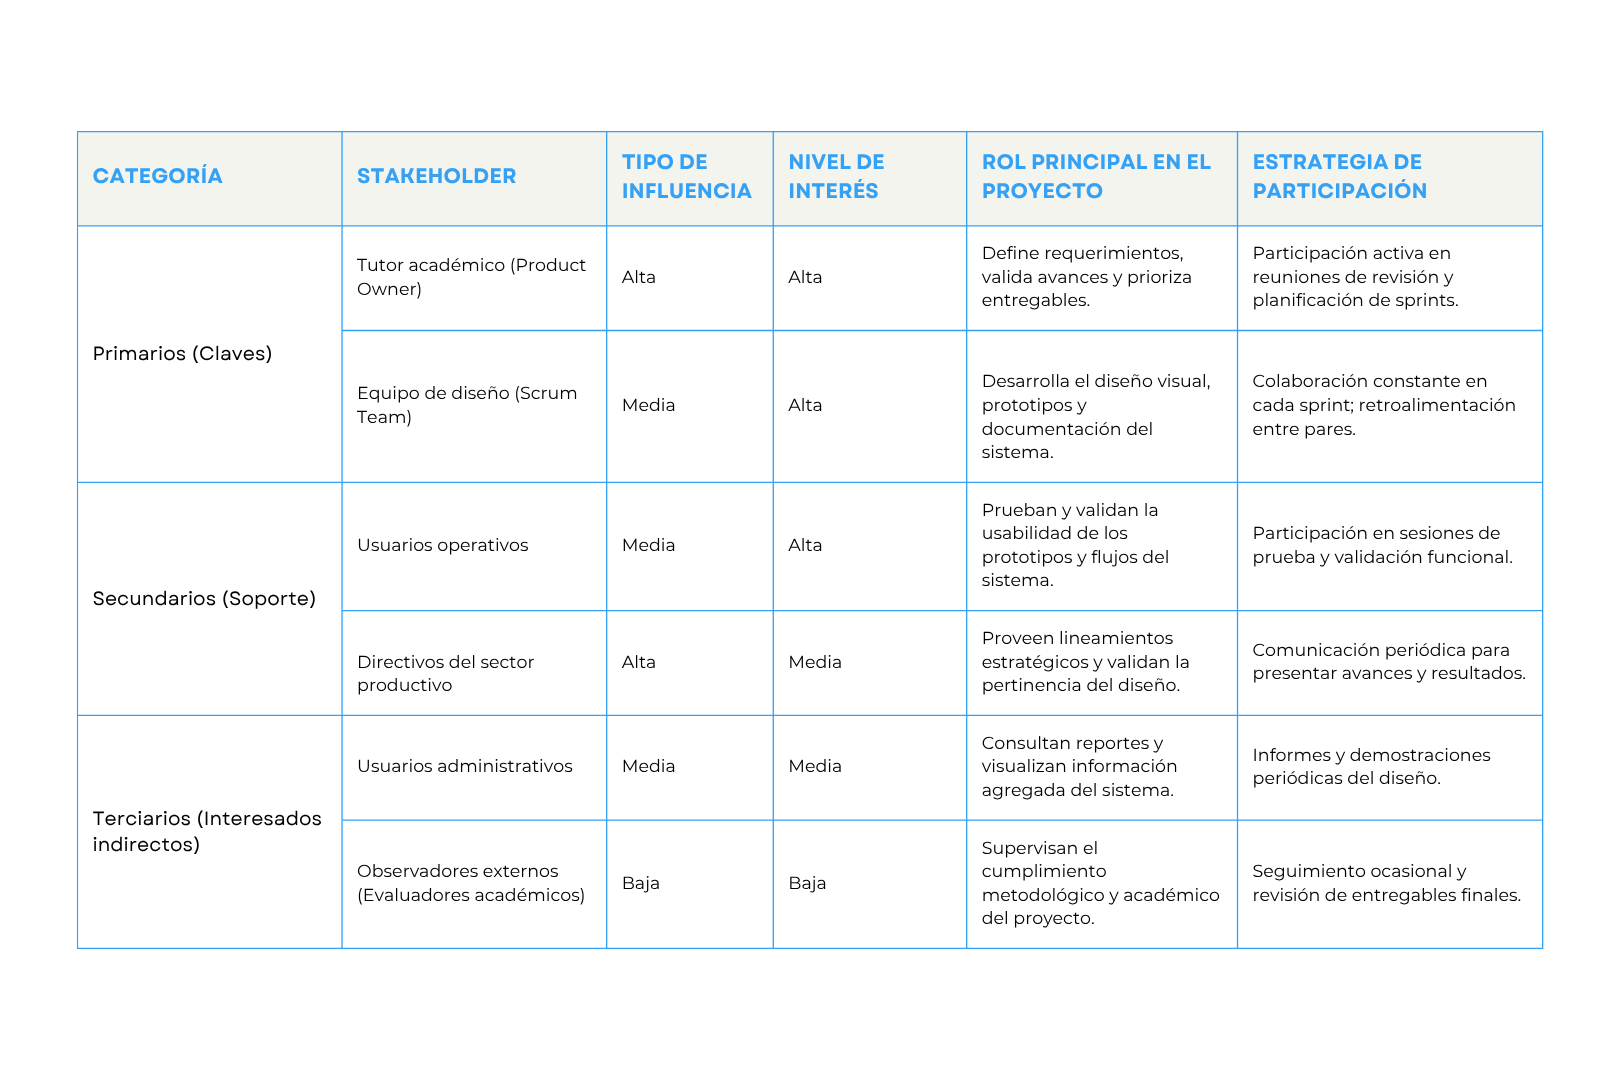 CATEGORÍA
STAKEHOLDER
TIPO DE
INFLUENCIA
NIVEL DE
INTERÉS
ROL PRINCIPAL EN EL
PROYECTO
ESTRATEGIA DE
PARTICIPACIÓN
Primarios (Claves)
Tutor académico (Product
Owner)
Alta
Alta
Define requerimientos,
valida avances y prioriza
entregables.
Participación activa en
reuniones de revisión y
planificación de sprints.
Equipo de diseño (Scrum
Team)
Media
Alta
Desarrolla el diseño visual,
prototipos y
documentación del
sistema.
Colaboración constante en
cada sprint; retroalimentación
entre pares.
Secundarios (Soporte)
Usuarios operativos
Media
Alta
Prueban y validan la
usabilidad de los
prototipos y flujos del
sistema.
Participación en sesiones de
prueba y validación funcional.
Directivos del sector
productivo
Alta
Media
Proveen lineamientos
estratégicos y validan la
pertinencia del diseño.
Comunicación periódica para
presentar avances y resultados.
Terciarios (Interesados
indirectos)
Usuarios administrativos
Media
Media
Consultan reportes y
visualizan información
agregada del sistema.
Informes y demostraciones
periódicas del diseño.
Observadores externos
(Evaluadores académicos)
Baja
Baja
Supervisan el
cumplimiento
metodológico y académico
del proyecto.
Seguimiento ocasional y
revisión de entregables finales.